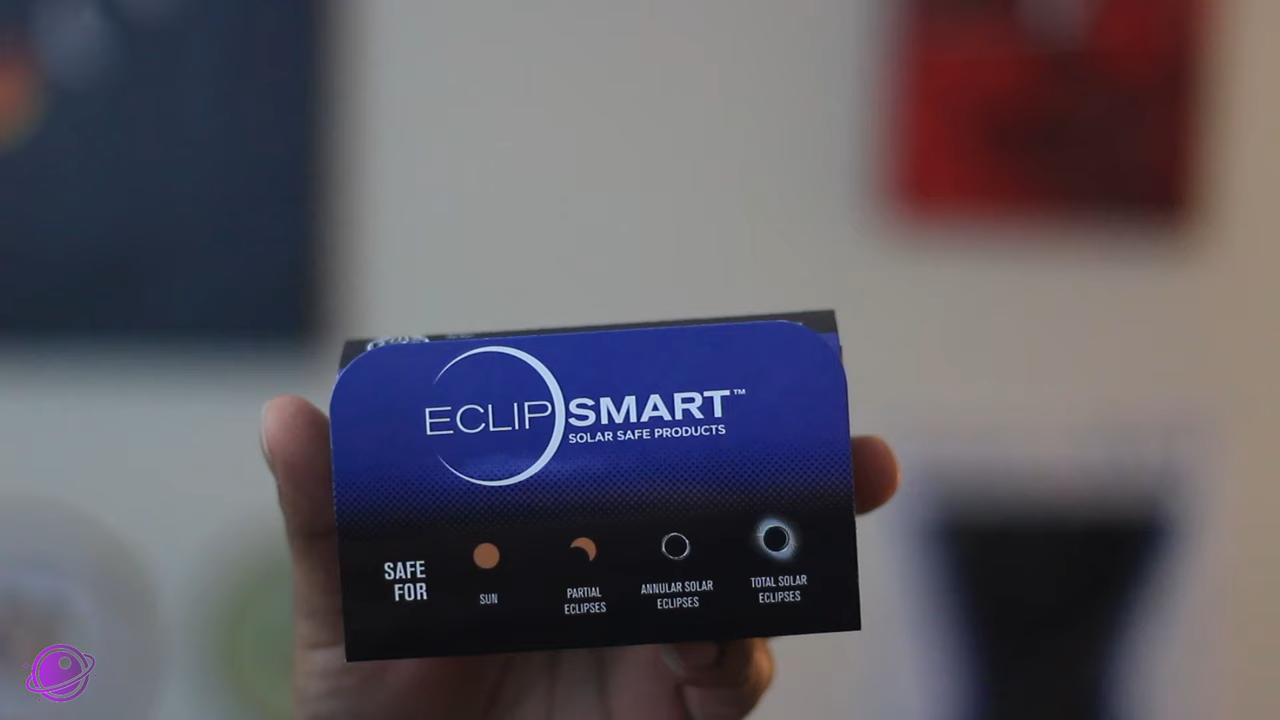 ECLIPSMART™
SOLAR SAFE PRODUCTS
SAFE
FOR
SUN
PARTIAL
ECLIPSES
ANNULAR SOLAR
ECLIPSES
TOTAL SOLAR
ECLIPSES